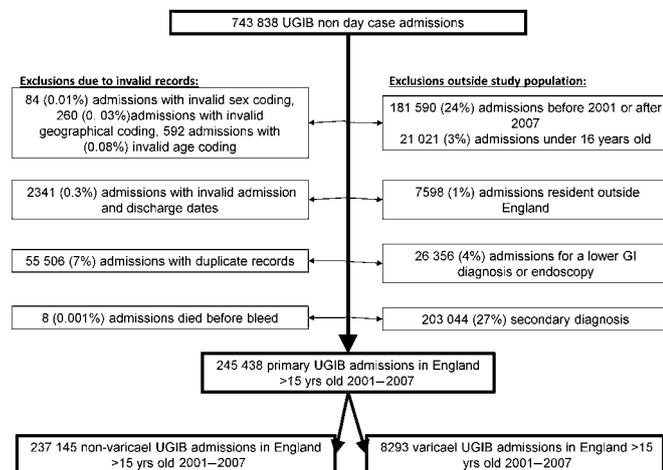 743 838 UGIB non day case admissions
Exclusions due to invalid records:
84 (0.01%) admissions with invalid sex coding,
260 (0. 03%)admissions with invalid
geographical coding, 592 admissions with
(0.08%) invalid age coding
2341 (0.3%) admissions with invalid admission
and discharge dates
55 506 (7%) admissions with duplicate records
8 (0.001%) admissions died before bleed
Exclusions outside study population:
181 590 (24%) admissions before 2001 or after
2007
21 021 (3%) admissions under 16 years old
7598 (1%) admissions resident outside
England
26 356 (4%) admissions for a lower GI
diagnosis or endoscopy
203 044 (27%) secondary diagnosis
245 438 primary UGIB admissions in England
>15 yrs old 2001–2007
237 145 non-varicael UGIB admissions in England
>15 yrs old 2001–2007
8293 varicael UGIB admissions in England >15
yrs old 2001–2007